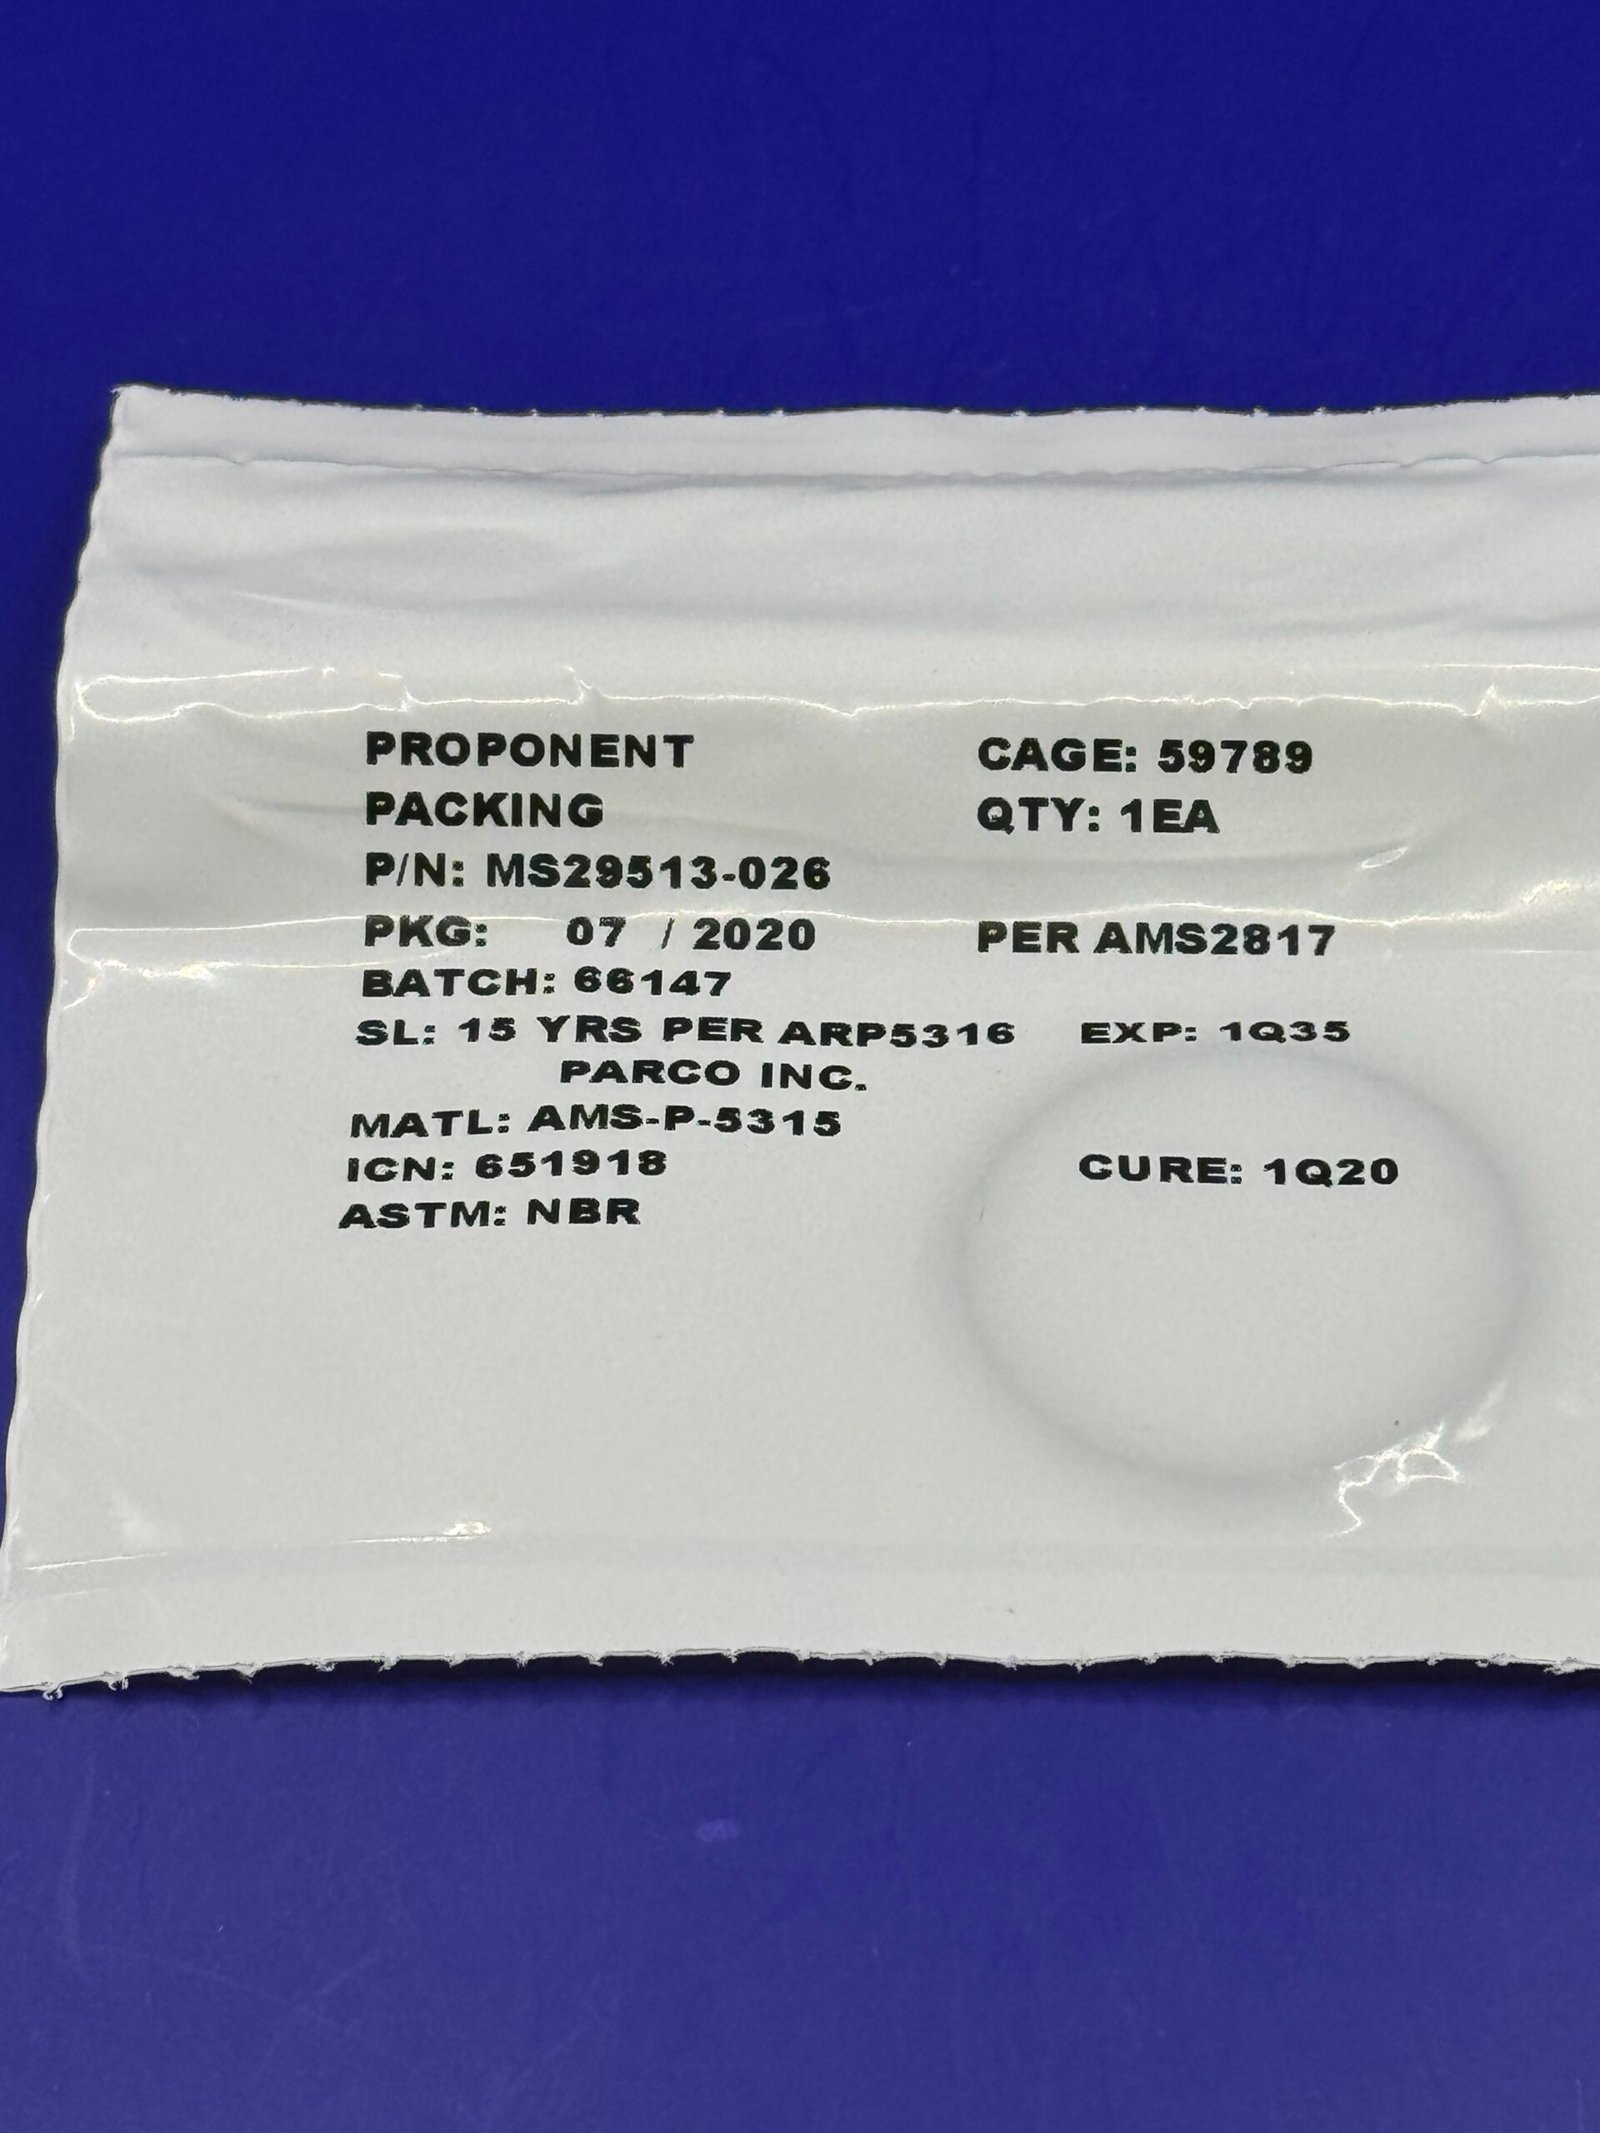 PROPONENT CAGE: 59789
PACKING QTY: 1EA
P/N: MS29513-026
PKG: 07 / 2020 PER AMS2817
BATCH: 66147
SL: 15 YRS PER ARP5316 EXP: 1Q35
PARCO INC.
MATL: AMS-P-5315
ICN: 651918 CURE: 1Q20
ASTM: NBR